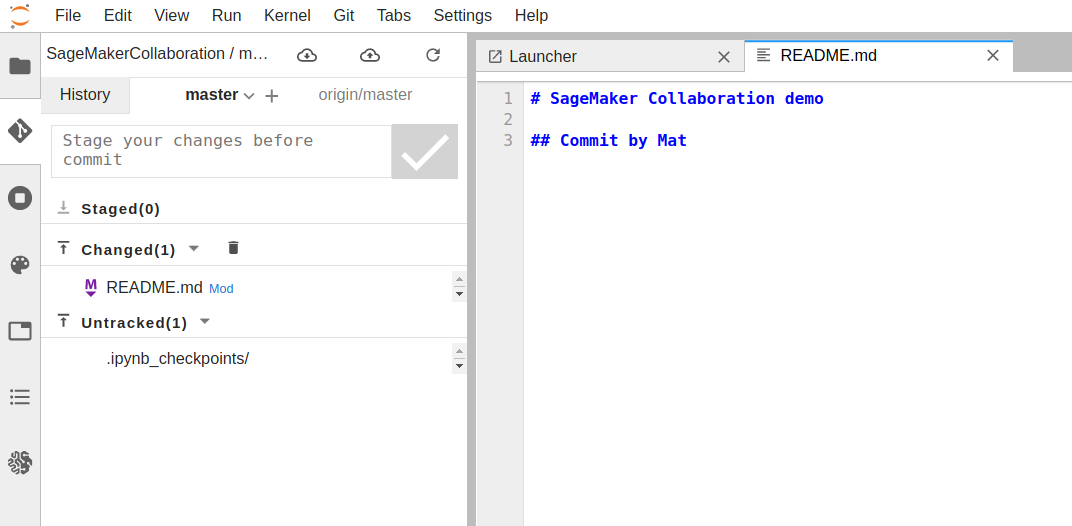 File Edit View Run Kernel Git Tabs Settings Help
SageMakerCollaboration / m…
History master origin/master
Stage your changes before
commit
Staged(0)
Changed(1)
M README.md Mod
Untracked(1)
.ipynb_checkpoints/
Launcher README.md
1 # SageMaker Collaboration demo
2
3 ## Commit by Mat